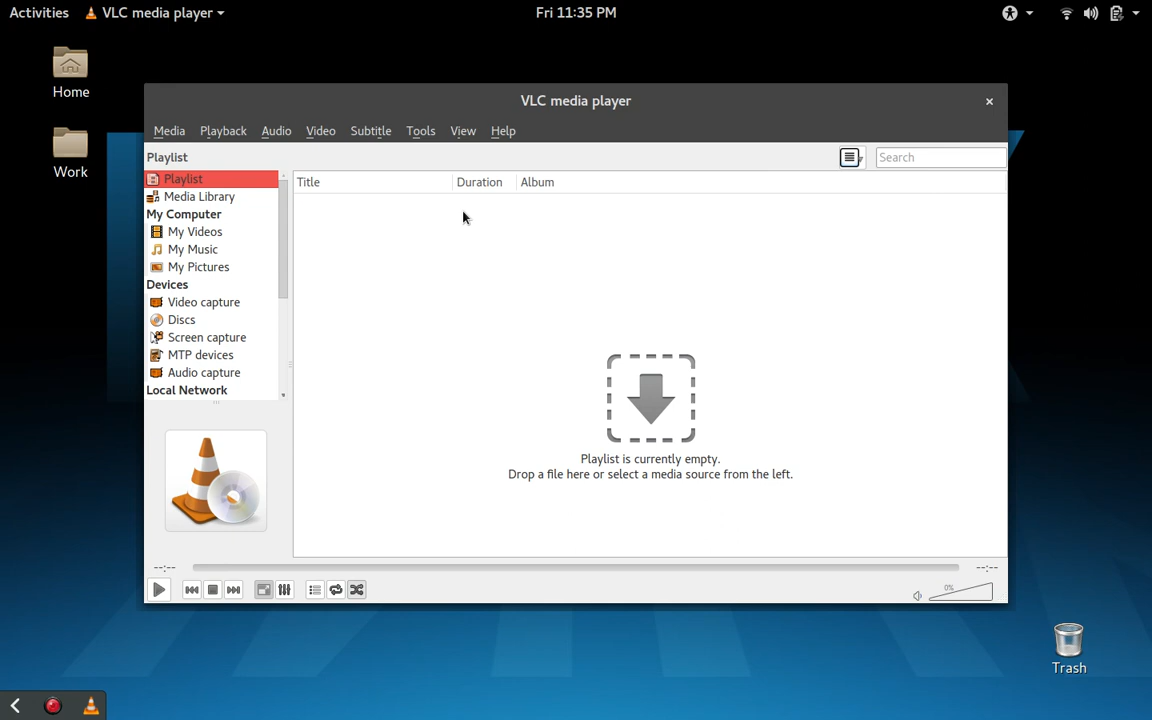 Activities VLC media player Fri 11:35 PM
Home
Work
VLC media player
Media Playback Audio Video Subtitle Tools View Help
Playlist Search
Playlist
Media Library
My Computer
My Videos
My Music
My Pictures
Devices
Video capture
Discs
Screen capture
MTP devices
Audio capture
Local Network
Title Duration Album
Playlist is currently empty.
Drop a file here or select a media source from the left.
--:-- --:--
0%
Trash